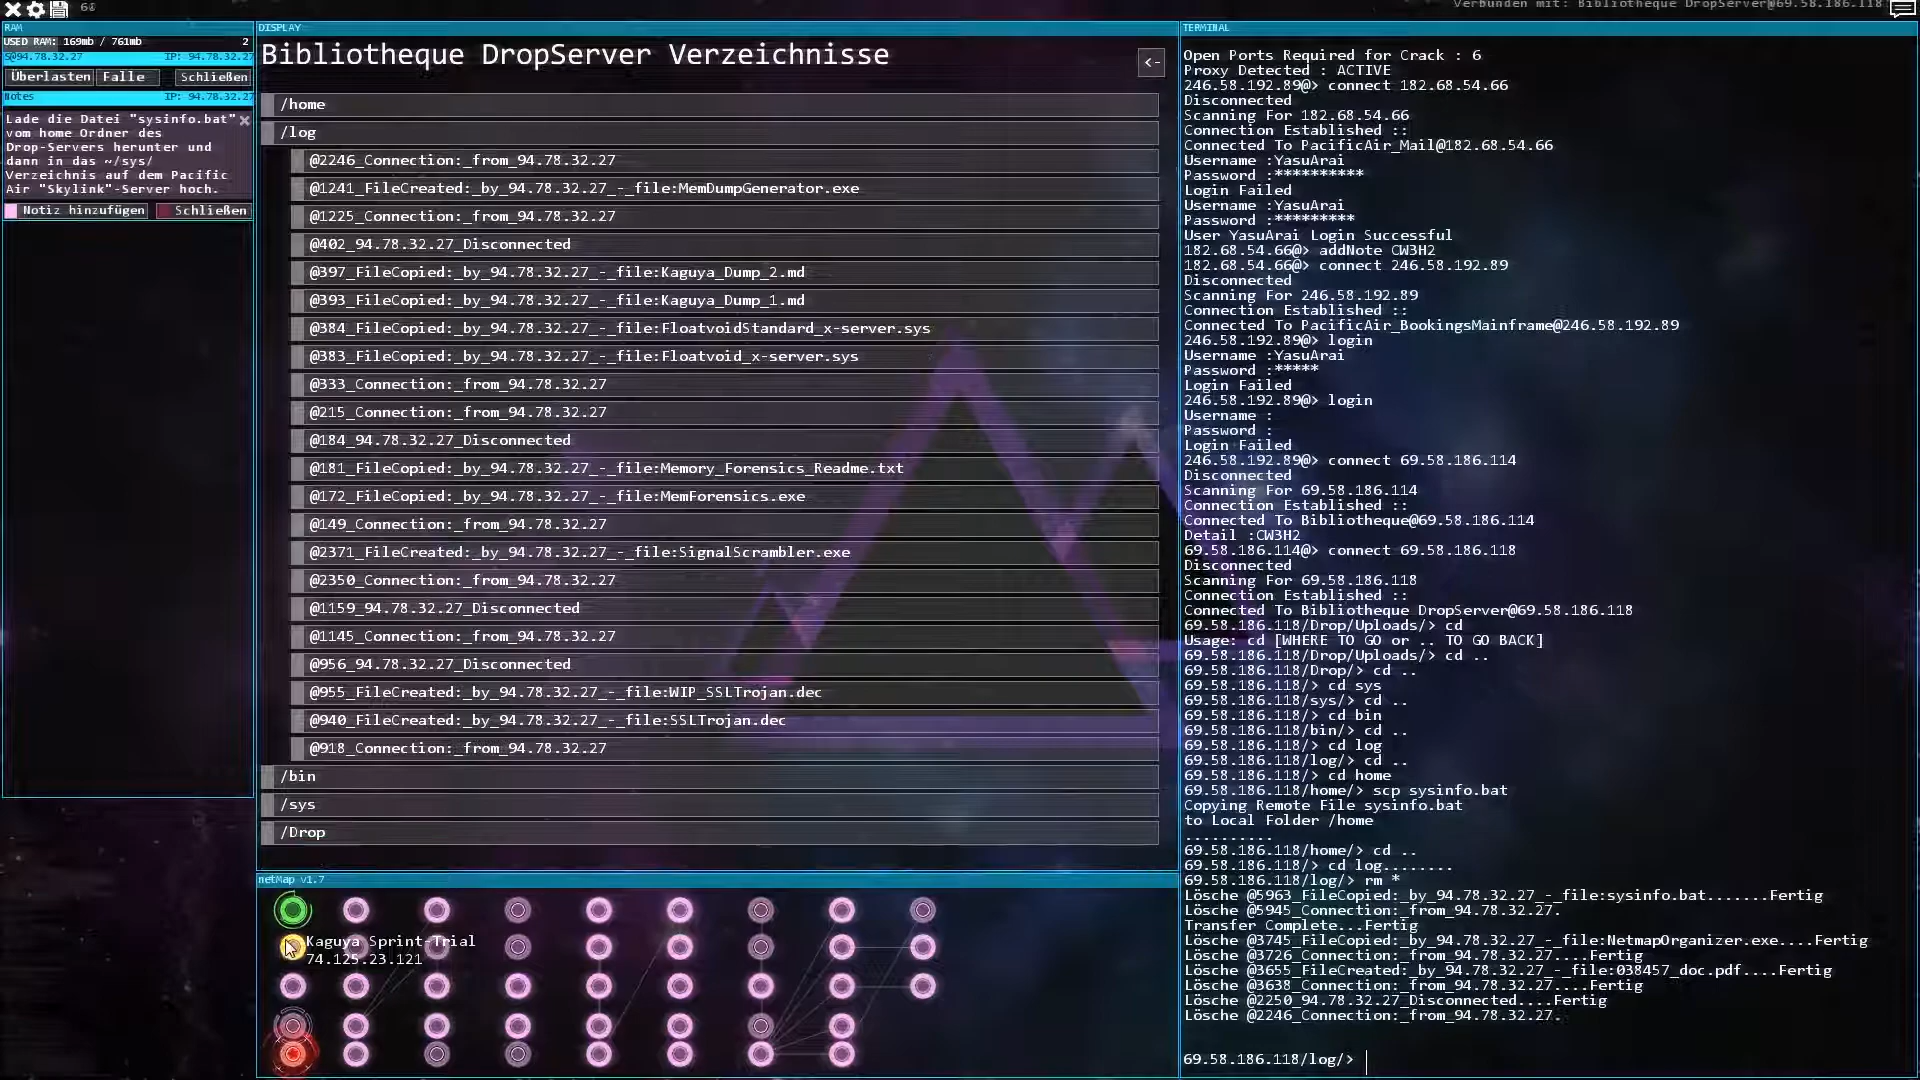 68
Verbunden mit: Bibliotheque DropServer@69.58.186.118
RAM
USED RAM: 169mb / 761mb
2
S@94.78.32.27
IP: 94.78.32.27
Überlasten
Falle
Schließen
Notes
IP: 94.78.32.27
Lade die Datei "sysinfo.bat"
vom home Ordner des
Drop-Servers herunter und
dann in das ~/sys/
Verzeichnis auf dem Pacific
Air "Skylink"-Server hoch.
Notiz hinzufügen
Schließen
DISPLAY
Bibliotheque DropServer Verzeichnisse
<-
/home
/log
@2246_Connection:_from_94.78.32.27
@1241_FileCreated:_by_94.78.32.27_-_file:MemDumpGenerator.exe
@1225_Connection:_from_94.78.32.27
@402_94.78.32.27_Disconnected
@397_FileCopied:_by_94.78.32.27_-_file:Kaguya_Dump_2.md
@393_FileCopied:_by_94.78.32.27_-_file:Kaguya_Dump_1.md
@384_FileCopied:_by_94.78.32.27_-_file:FloatvoidStandard_x-server.sys
@383_FileCopied:_by_94.78.32.27_-_file:Floatvoid_x-server.sys
@333_Connection:_from_94.78.32.27
@215_Connection:_from_94.78.32.27
@184_94.78.32.27_Disconnected
@181_FileCopied:_by_94.78.32.27_-_file:Memory_Forensics_Readme.txt
@172_FileCopied:_by_94.78.32.27_-_file:MemForensics.exe
@149_Connection:_from_94.78.32.27
@2371_FileCreated:_by_94.78.32.27_-_file:SignalScrambler.exe
@2350_Connection:_from_94.78.32.27
@1159_94.78.32.27_Disconnected
@1145_Connection:_from_94.78.32.27
@956_94.78.32.27_Disconnected
@955_FileCreated:_by_94.78.32.27_-_file:WIP_SSLTrojan.dec
@940_FileCreated:_by_94.78.32.27_-_file:SSLTrojan.dec
@918_Connection:_from_94.78.32.27
/bin
/sys
/Drop
netMap v1.7
Kaguya Sprint-Trial
74.125.23.121
TERMINAL
Open Ports Required for Crack : 6
Proxy Detected : ACTIVE
246.58.192.89@> connect 182.68.54.66
Disconnected
Scanning For 182.68.54.66
Connection Established ::
Connected To PacificAir_Mail@182.68.54.66
Username :YasuArai
Password :**********
Login Failed
Username :YasuArai
Password :*********
User YasuArai Login Successful
182.68.54.66@> addNote CW3H2
182.68.54.66@> connect 246.58.192.89
Disconnected
Scanning For 246.58.192.89
Connection Established ::
Connected To PacificAir_BookingsMainframe@246.58.192.89
246.58.192.89@> login
Username :YasuArai
Password :*****
Login Failed
246.58.192.89@> login
Username :
Password :
Login Failed
246.58.192.89@> connect 69.58.186.114
Disconnected
Scanning For 69.58.186.114
Connection Established ::
Connected To Bibliotheque@69.58.186.114
Detail :CW3H2
69.58.186.114@> connect 69.58.186.118
Disconnected
Scanning For 69.58.186.118
Connection Established ::
Connected To Bibliotheque DropServer@69.58.186.118
69.58.186.118/Drop/Uploads/> cd
Usage: cd [WHERE TO GO or .. TO GO BACK]
69.58.186.118/Drop/Uploads/> cd ..
69.58.186.118/Drop/> cd ..
69.58.186.118/> cd sys
69.58.186.118/sys/> cd ..
69.58.186.118/> cd bin
69.58.186.118/bin/> cd ..
69.58.186.118/> cd log
69.58.186.118/log/> cd ..
69.58.186.118/> cd home
69.58.186.118/home/> scp sysinfo.bat
Copying Remote File sysinfo.bat
to Local Folder /home
..........
69.58.186.118/home/> cd ..
69.58.186.118/> cd log........
69.58.186.118/log/> rm *
Lösche @5963_FileCopied:_by_94.78.32.27_-_file:sysinfo.bat.......Fertig
Lösche @5945_Connection:_from_94.78.32.27.
Transfer Complete...Fertig
Lösche @3745_FileCopied:_by_94.78.32.27_-_file:NetmapOrganizer.exe....Fertig
Lösche @3726_Connection:_from_94.78.32.27....Fertig
Lösche @3655_FileCreated:_by_94.78.32.27_-_file:038457_doc.pdf....Fertig
Lösche @3638_Connection:_from_94.78.32.27....Fertig
Lösche @2250_94.78.32.27_Disconnected....Fertig
Lösche @2246_Connection:_from_94.78.32.27.
69.58.186.118/log/>